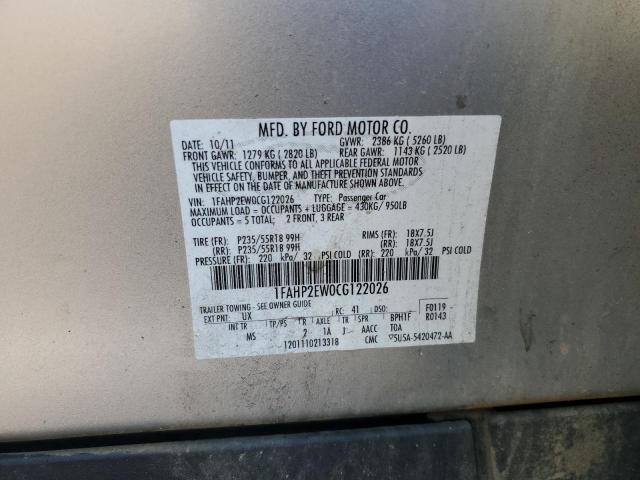 MFD. BY FORD MOTOR CO.
DATE: 10/11 GVWR: 2386 KG ( 5260 LB)
FRONT GAWR: 1279 KG ( 2820 LB) REAR GAWR: 1143 KG ( 2520 LB)
THIS VEHICLE CONFORMS TO ALL APPLICABLE FEDERAL MOTOR
VEHICLE SAFETY, BUMPER, AND THEFT PREVENTION STANDARDS
IN EFFECT ON THE DATE OF MANUFACTURE SHOWN ABOVE.
VIN: 1FAHP2EW0CG122026 TYPE: Passenger Car
MAXIMUM LOAD = OCCUPANTS + LUGGAGE = 430KG/ 950LB
OCCUPANTS = 5 TOTAL: 2 FRONT, 3 REAR
TIRE (FR): P235/55R18 99H RIMS (FR): 18X7.5J
(RR): P235/55R18 99H (RR): 18X7.5J
PRESSURE (FR): 220 kPa/ 32 PSI COLD (RR): 220 kPa/ 32 PSI COLD
1FAHP2EW0CG122026
TRAILER TOWING - SEE OWNER GUIDE F0119
EXT PNT: UX RC: 41 DSO: R0143
INT TR TP/PS R AXLE TR SPR BPH1F
MS 2 1A J AACC TOA
1201110213318 CMC ▽5USA-5420472-AA